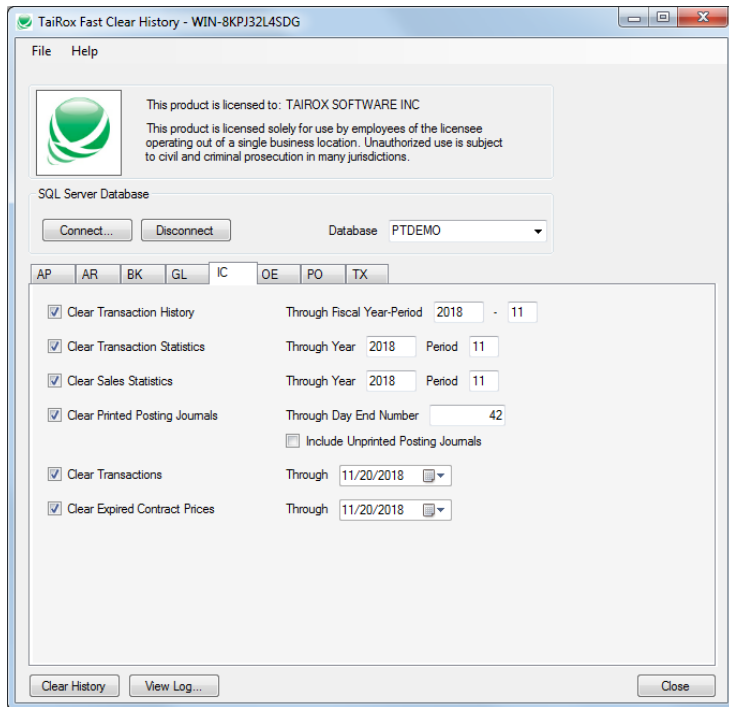 TaiRox Fast Clear History - WIN-8KPJ32L4SDG
File Help
This product is licensed to: TAIROX SOFTWARE INC
This product is licensed solely for use by employees of the licensee
operating out of a single business location. Unauthorized use is subject
to civil and criminal prosecution in many jurisdictions.
SQL Server Database
Connect... Disconnect Database PTDEMO
AP AR BK GL IC OE PO TX
Clear Transaction History Through Fiscal Year-Period 2018 - 11
Clear Transaction Statistics Through Year 2018 Period 11
Clear Sales Statistics Through Year 2018 Period 11
Clear Printed Posting Journals Through Day End Number 42
Include Unprinted Posting Journals
Clear Transactions Through 11/20/2018
Clear Expired Contract Prices Through 11/20/2018
Clear History View Log... Close